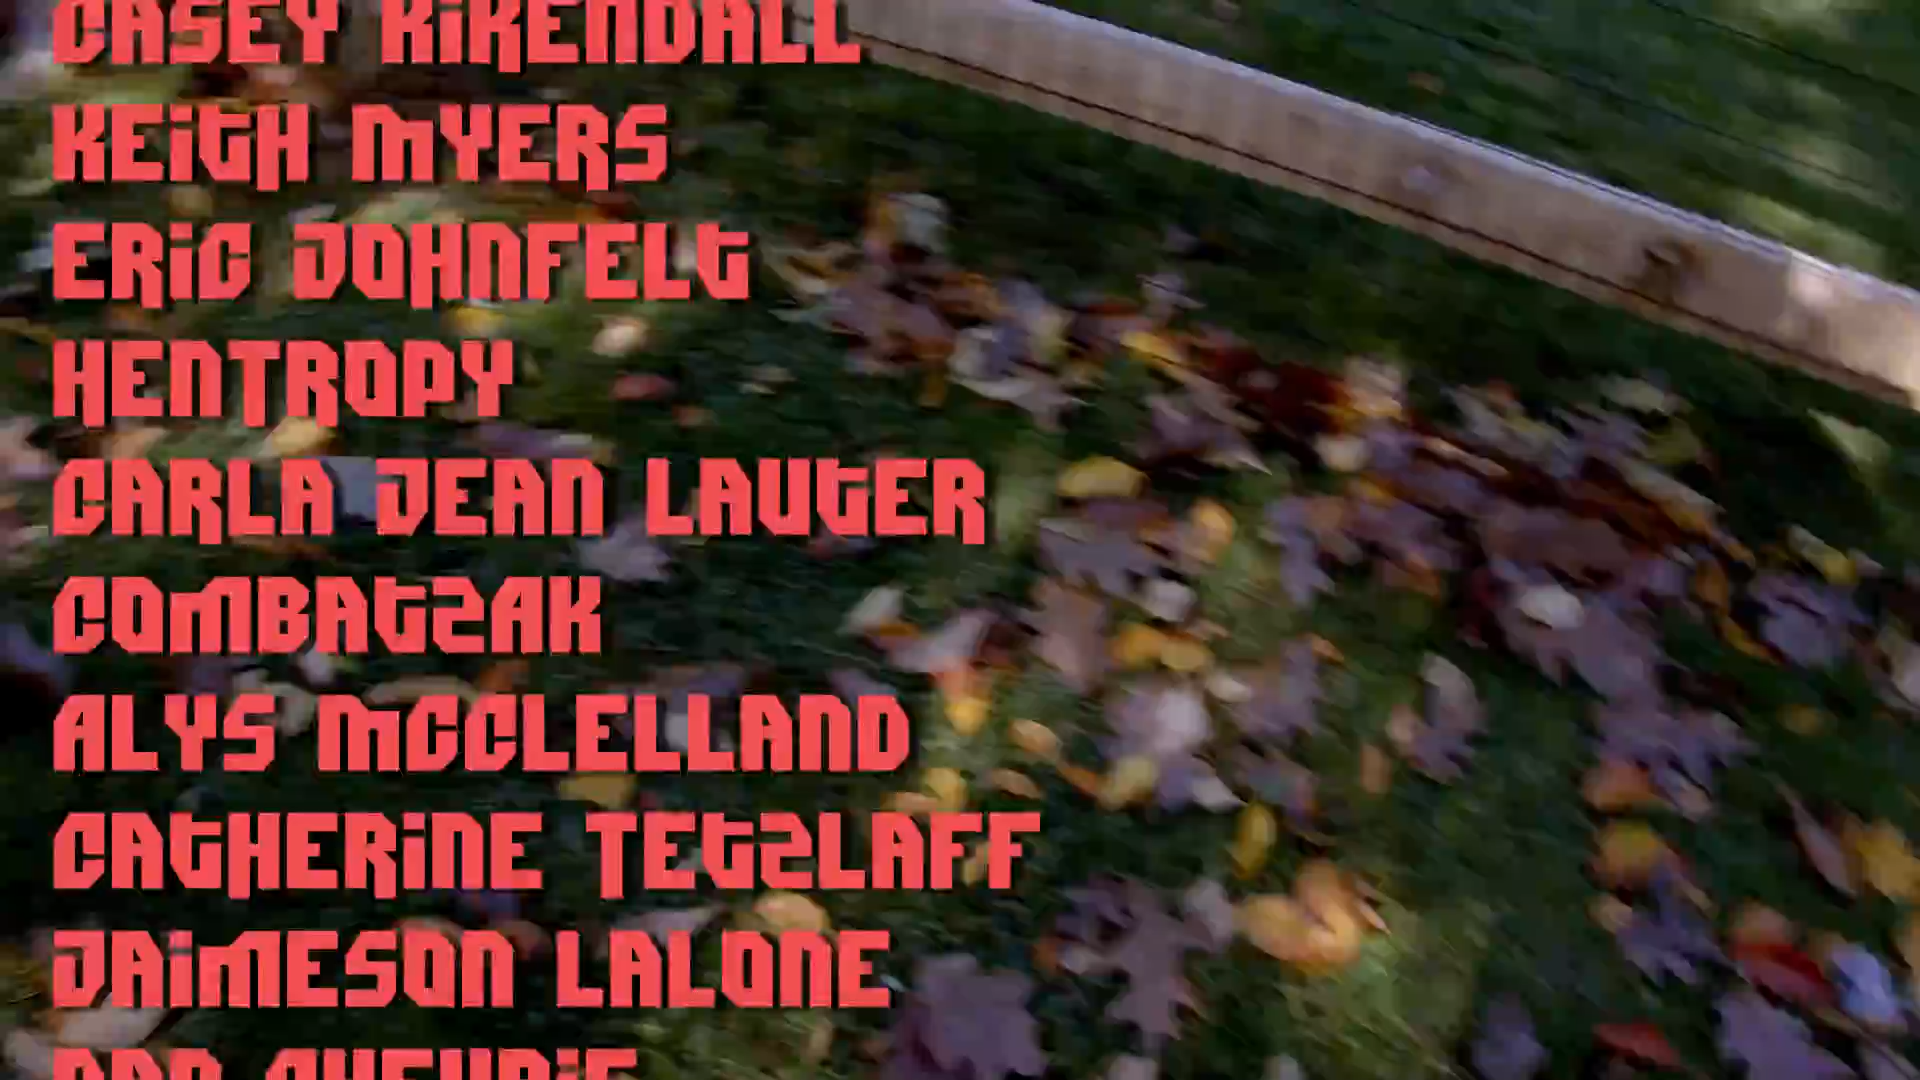 CASEY KIKENDALL
KEITH MYERS
ERIC JOHNFELT
HENTROPY
CARLA JEAN LAUTER
COMBATZAK
ALYS MCCLELLAND
CATHERINE TETZLAFF
JAIMESON LALONE